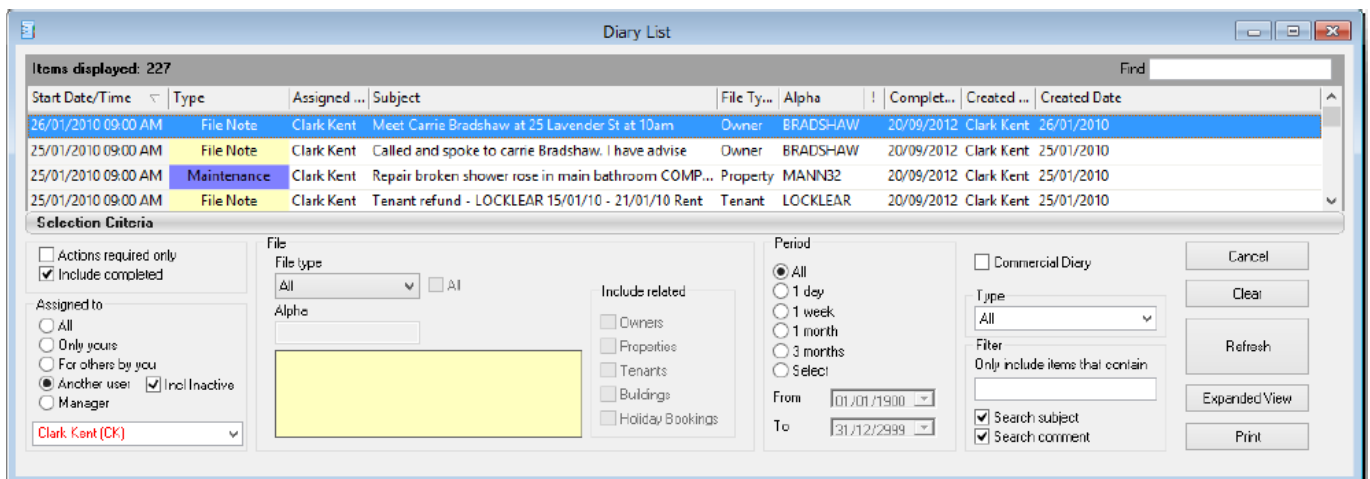 Diary List
Items displayed: 227 Find
Start Date/Time Type Assigned ... Subject File Ty... Alpha ! Complet... Created ... Created Date
26/01/2010 09:00 AM File Note Clark Kent Meet Carrie Bradshaw at 25 Lavender St at 10am Owner BRADSHAW 20/09/2012 Clark Kent 26/01/2010
25/01/2010 09:00 AM File Note Clark Kent Called and spoke to carrie Bradshaw. I have advise Owner BRADSHAW 20/09/2012 Clark Kent 25/01/2010
25/01/2010 09:00 AM Maintenance Clark Kent Repair broken shower rose in main bathroom COMP... Property MANN32 20/09/2012 Clark Kent 25/01/2010
25/01/2010 09:00 AM File Note Clark Kent Tenant refund - LOCKLEAR 15/01/10 - 21/01/10 Rent Tenant LOCKLEAR 20/09/2012 Clark Kent 25/01/2010
Selection Criteria
Actions required only
Include completed
Assigned to
All
Only yours
For others by you
Another user Incl Inactive
Manager
Clark Kent (CK)
File
File type
All All
Alpha
Include related
Owners
Properties
Tenants
Buildings
Holiday Bookings
Period
All
1 day
1 week
1 month
3 months
Select
From 01/01/1900
To 31/12/2999
Commercial Diary
Type
All
Filter
Only include items that contain
Search subject
Search comment
Cancel
Clear
Refresh
Expanded View
Print